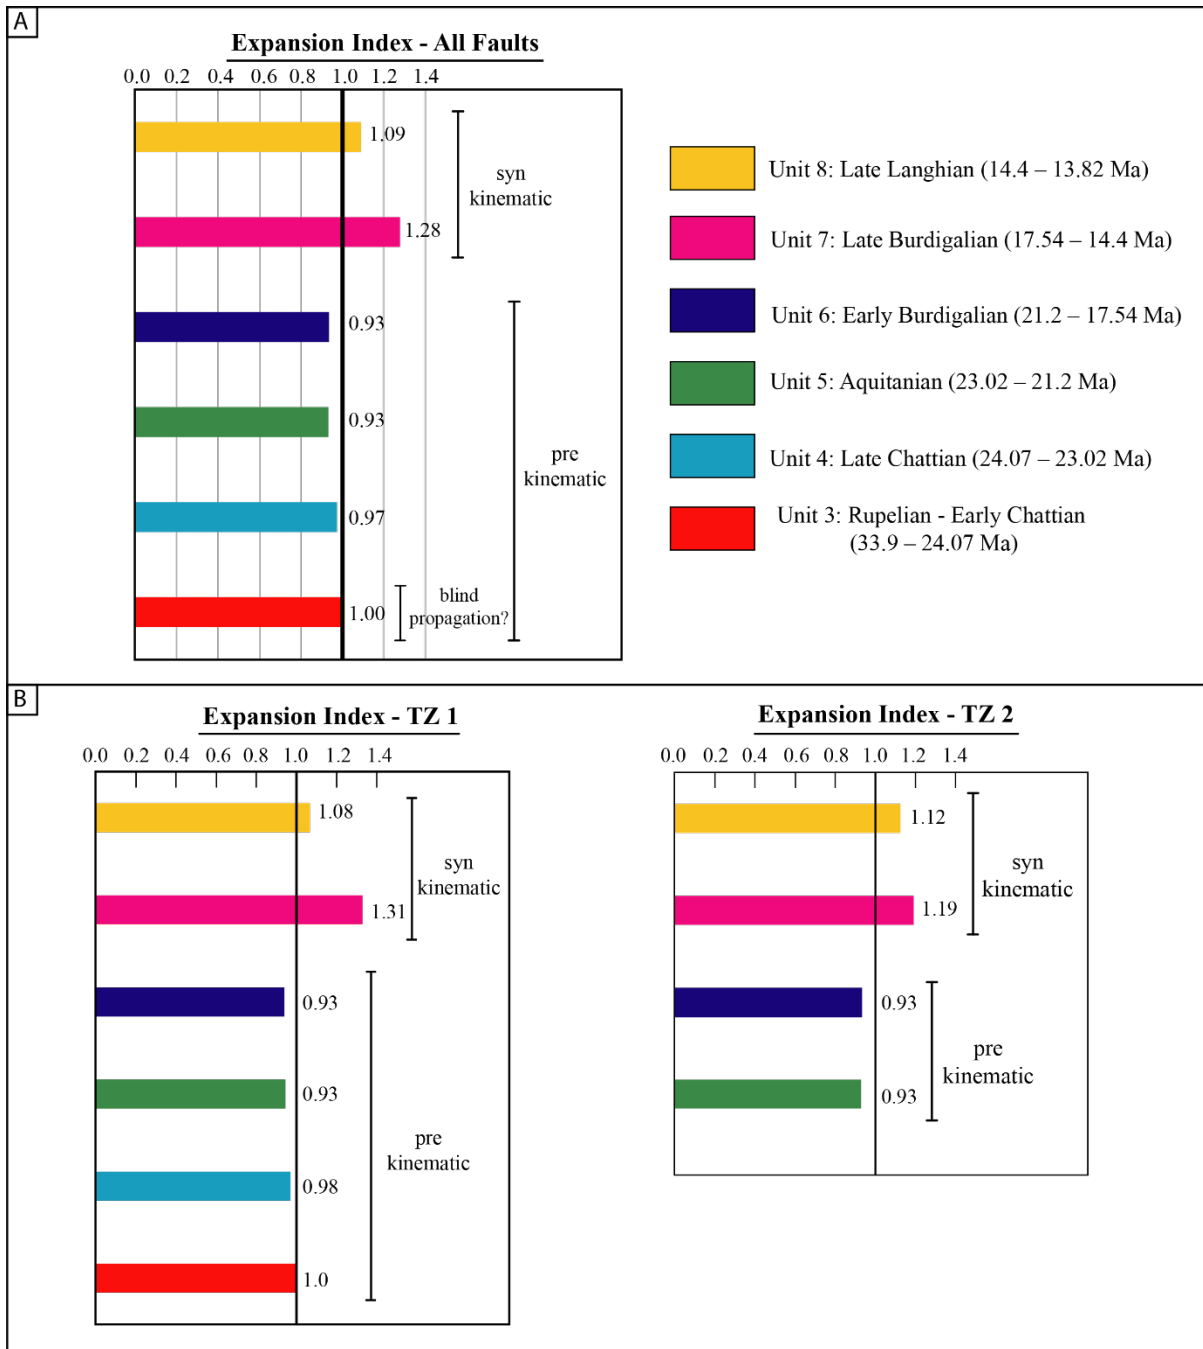 A
Expansion Index - All Faults
0.0 0.2 0.4 0.6 0.8 1.0 1.2 1.4
1.09
syn
kinematic
1.28
0.93
0.93
pre
kinematic
0.97
blind
propagation?
1.00
Unit 8: Late Langhian (14.4 – 13.82 Ma)
Unit 7: Late Burdigalian (17.54 – 14.4 Ma)
Unit 6: Early Burdigalian (21.2 – 17.54 Ma)
Unit 5: Aquitanian (23.02 – 21.2 Ma)
Unit 4: Late Chattian (24.07 – 23.02 Ma)
Unit 3: Rupelian - Early Chattian
(33.9 – 24.07 Ma)
B
Expansion Index - TZ 1
0.0 0.2 0.4 0.6 0.8 1.0 1.2 1.4
1.08
syn
kinematic
1.31
0.93
0.93
pre
kinematic
0.98
1.0
Expansion Index - TZ 2
0.0 0.2 0.4 0.6 0.8 1.0 1.2 1.4
1.12
syn
kinematic
1.19
0.93
pre
kinematic
0.93